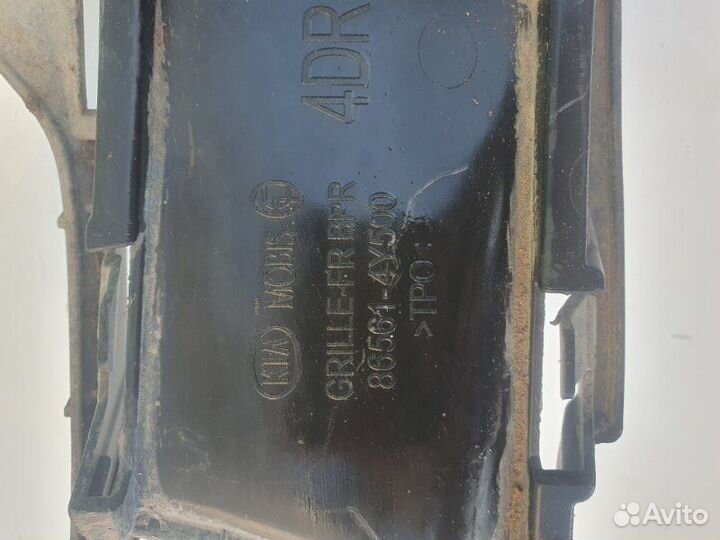 4DR
KIA MOBIS
GRILLE-FR BPR
86561-4Y500
>TPO
Avito